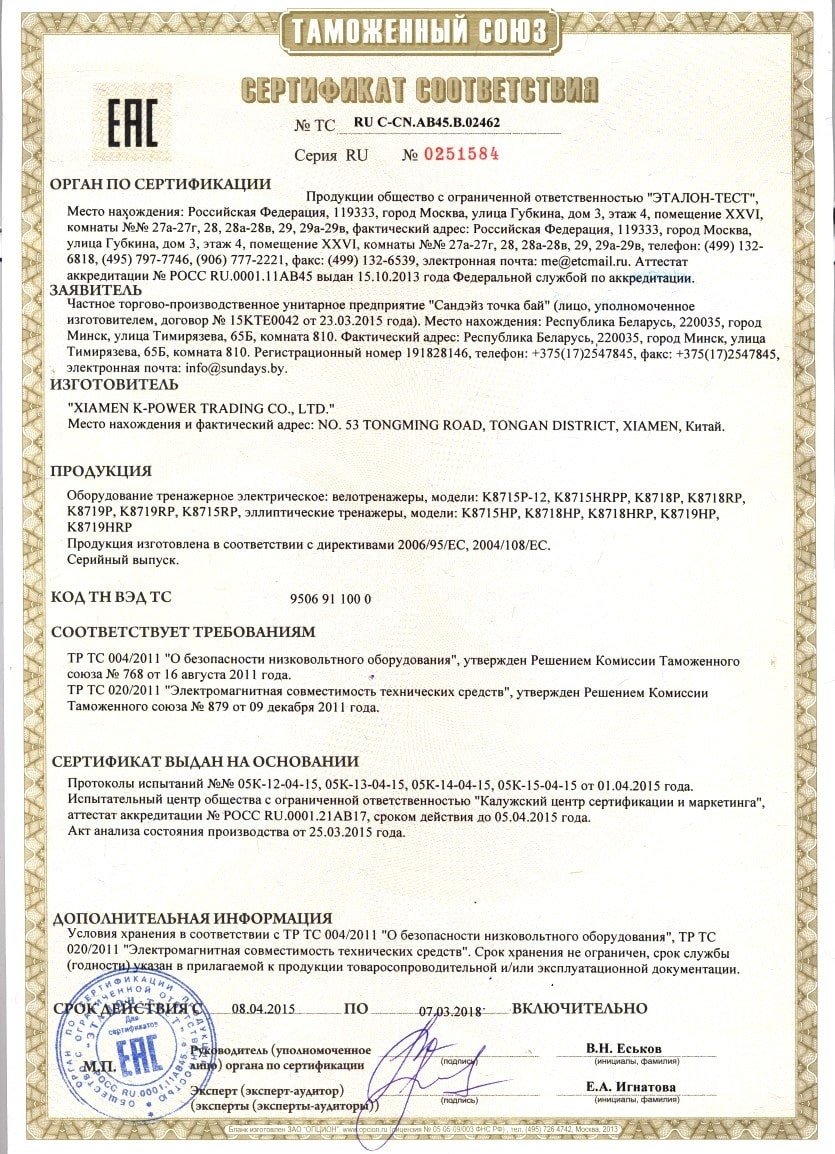 ТАМОЖЕННЫЙ СОЮЗ
СЕРТИФИКАТ СООТВЕТСТВИЯ
ЕАС
№ ТС RU C-CN.АВ45.В.02462
Серия RU № 0251584
ОРГАН ПО СЕРТИФИКАЦИИ
Продукции общество с ограниченной ответственностью "ЭТАЛОН-ТЕСТ",
Место нахождения: Российская Федерация, 119333, город Москва, улица Губкина, дом 3, этаж 4, помещение XXVI,
комнаты №№ 27а-27г, 28, 28а-28в, 29, 29а-29в, фактический адрес: Российская Федерация, 119333, город Москва,
улица Губкина, дом 3, этаж 4, помещение XXVI, комнаты №№ 27а-27г, 28, 28а-28в, 29, 29а-29в, телефон: (499) 132-
6818, (495) 797-7746, (906) 777-2221, факс: (499) 132-6539, электронная почта: me@etcmail.ru. Аттестат
аккредитации № РОСС RU.0001.11АВ45 выдан 15.10.2013 года Федеральной службой по аккредитации.
ЗАЯВИТЕЛЬ
Частное торгово-производственное унитарное предприятие "Сандэйз точка бай" (лицо, уполномоченное
изготовителем, договор № 15KTE0042 от 23.03.2015 года). Место нахождения: Республика Беларусь, 220035, город
Минск, улица Тимирязева, 65Б, комната 810. Фактический адрес: Республика Беларусь, 220035, город Минск, улица
Тимирязева, 65Б, комната 810. Регистрационный номер 191828146, телефон: +375(17)2547845, факс: +375(17)2547845,
электронная почта: info@sundays.by.
ИЗГОТОВИТЕЛЬ
"XIAMEN K-POWER TRADING CO., LTD."
Место нахождения и фактический адрес: NO. 53 TONGMING ROAD, TONGAN DISTRICT, XIAMEN, Китай.
ПРОДУКЦИЯ
Оборудование тренажерное электрическое: велотренажеры, модели: K8715P-12, K8715HRPP, K8718P, K8718RP,
K8719P, K8719RP, K8715RP, эллиптические тренажеры, модели: K8715HP, K8718HP, K8718HRP, K8719HP,
K8719HRP
Продукция изготовлена в соответствии с директивами 2006/95/EC, 2004/108/EC.
Серийный выпуск.
КОД ТН ВЭД ТС 9506 91 100 0
СООТВЕТСТВУЕТ ТРЕБОВАНИЯМ
ТР ТС 004/2011 "О безопасности низковольтного оборудования", утвержден Решением Комиссии Таможенного
союза № 768 от 16 августа 2011 года.
ТР ТС 020/2011 "Электромагнитная совместимость технических средств", утвержден Решением Комиссии
Таможенного союза № 879 от 09 декабря 2011 года.
СЕРТИФИКАТ ВЫДАН НА ОСНОВАНИИ
Протоколы испытаний №№ 05К-12-04-15, 05К-13-04-15, 05К-14-04-15, 05К-15-04-15 от 01.04.2015 года.
Испытательный центр общества с ограниченной ответственностью "Калужский центр сертификации и маркетинга",
аттестат аккредитации № РОСС RU.0001.21АВ17, сроком действия до 05.04.2015 года.
Акт анализа состояния производства от 25.03.2015 года.
ДОПОЛНИТЕЛЬНАЯ ИНФОРМАЦИЯ
Условия хранения в соответствии с ТР ТС 004/2011 "О безопасности низковольтного оборудования", ТР ТС
020/2011 "Электромагнитная совместимость технических средств". Срок хранения не ограничен, срок службы
(годности) указан в прилагаемой к продукции товаросопроводительной и/или эксплуатационной документации.
СРОК ДЕЙСТВИЯ С 08.04.2015 ПО 07.03.2018 ВКЛЮЧИТЕЛЬНО
М.П.
Руководитель (уполномоченное
лицо) органа по сертификации
(подпись)
В.Н. Еськов
(инициалы, фамилия)
Эксперт (эксперт-аудитор)
(эксперты (эксперты-аудиторы))
(подпись)
Е.А. Игнатова
(инициалы, фамилия)
ОРГАН ПО СЕРТИФИКАЦИИ ПРОДУКЦИИ
ОБЩЕСТВО С ОГРАНИЧЕННОЙ ОТВЕТСТВЕННОСТЬЮ
"ЭТАЛОН-ТЕСТ"
Для
сертификатов
ЕАС
РОСС RU.0001.11АВ45
Бланк изготовлен ЗАО "ОПЦИОН", www.opcion.ru (лицензия № 05-05-09/003 ФНС РФ), тел. (495) 726 4742, Москва, 2013